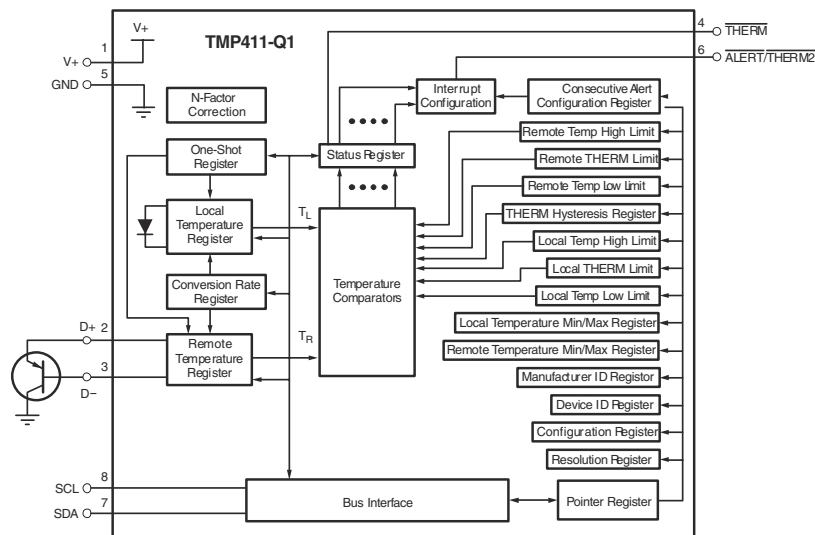 V+
TMP411-Q1
4
THERM
1
V+
6
ALERT/THERM2
5
GND
N-Factor
Correction
Interrupt
Configuration
Consecutive Alert
Configuration Register
One-Shot
Register
Status Register
Remote Temp High Limit
Remote THERM Limit
Remote Temp Low Limit
Local
Temperature
Register
TL
THERM Hysteresis Register
Local Temp High Limit
Temperature
Comparators
Local THERM Limit
Conversion Rate
Register
Local Temp Low Limit
D+
2
Local Temperature Min/Max Register
Remote
Temperature
Register
TR
Remote Temperature Min/Max Register
3
D−
Manufacturer ID Registor
Device ID Register
Configuration Register
Resolution Register
8
SCL
Bus Interface
Pointer Register
7
SDA